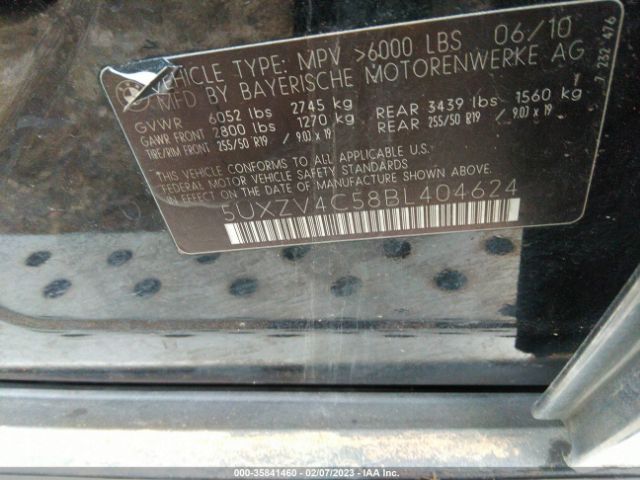 VEHICLE TYPE: MPV >6000 LBS 06/10
MFD BY BAYERISCHE MOTORENWERKE AG
GVWR 6052 lbs 2745 kg
GAWR FRONT 2800 lbs 1270 kg REAR 3439 lbs 1560 kg
TIRE/RIM FRONT 255/50 R19 / 9.0J x 19 REAR 255/50 R19 / 9.0J x 19
THIS VEHICLE CONFORMS TO ALL APPLICABLE U.S.
FEDERAL MOTOR VEHICLE SAFETY STANDARDS
IN EFFECT ON THE DATE OF MANUFACTURE SHOWN ABOVE.
5UXZV4C58BL404624
7 232 476
000-35841460 - 02/07/2023 - IAA Inc.